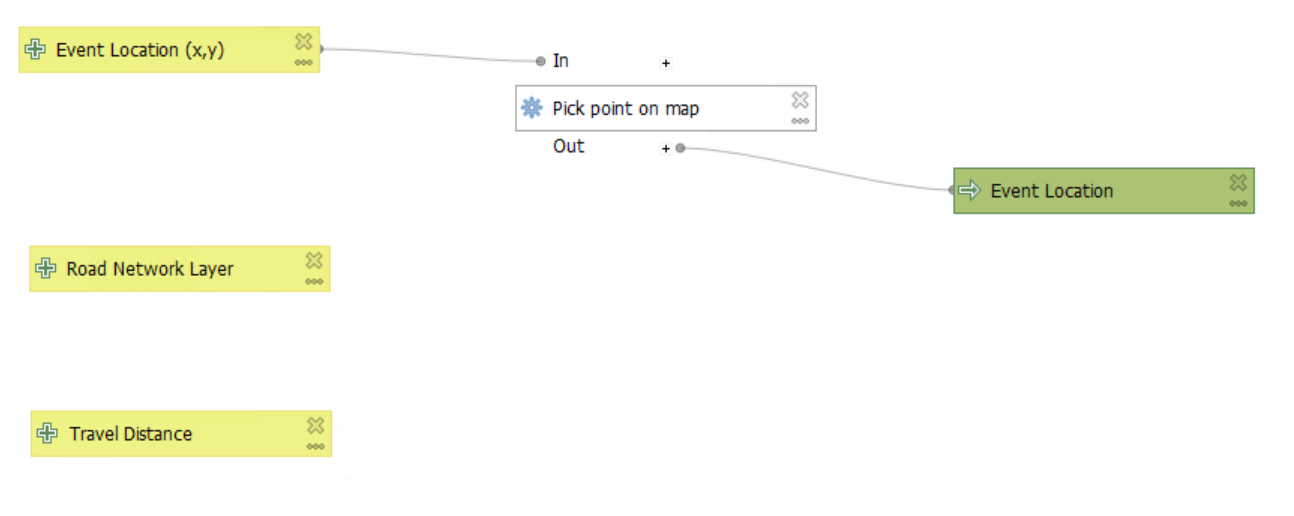 Event Location (x,y)
In +
Pick point on map
Out +
Event Location
Road Network Layer
Travel Distance